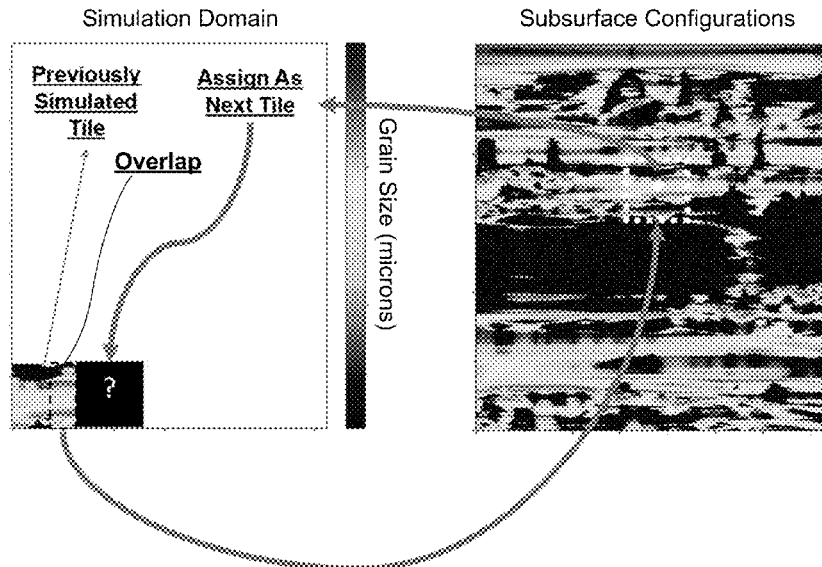 Simulation Domain
Subsurface Configurations
Previously
Simulated
Tile
Assign As
Next Tile
Overlap
Grain Size (microns)
?